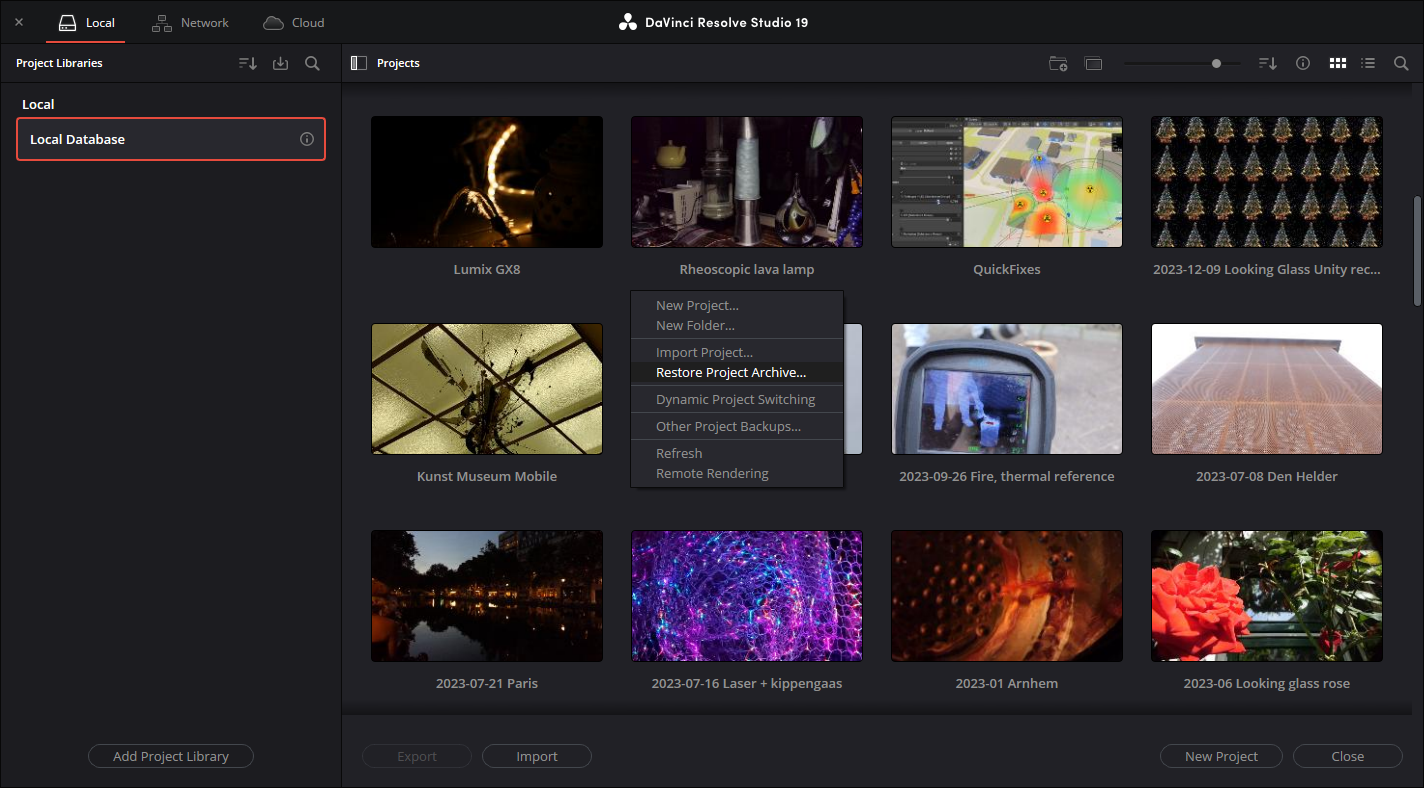 Local
Network
Cloud
DaVinci Resolve Studio 19
Project Libraries
Projects
Local
Local Database
Lumix GX8
Rheoscopic lava lamp
QuickFixes
2023-12-09 Looking Glass Unity rec...
New Project...
New Folder...
Import Project...
Restore Project Archive...
Dynamic Project Switching
Other Project Backups...
Refresh
Remote Rendering
Kunst Museum Mobile
2023-09-26 Fire, thermal reference
2023-07-08 Den Helder
2023-07-21 Paris
2023-07-16 Laser + kippengaas
2023-01 Arnhem
2023-06 Looking glass rose
Add Project Library
Export
Import
New Project
Close